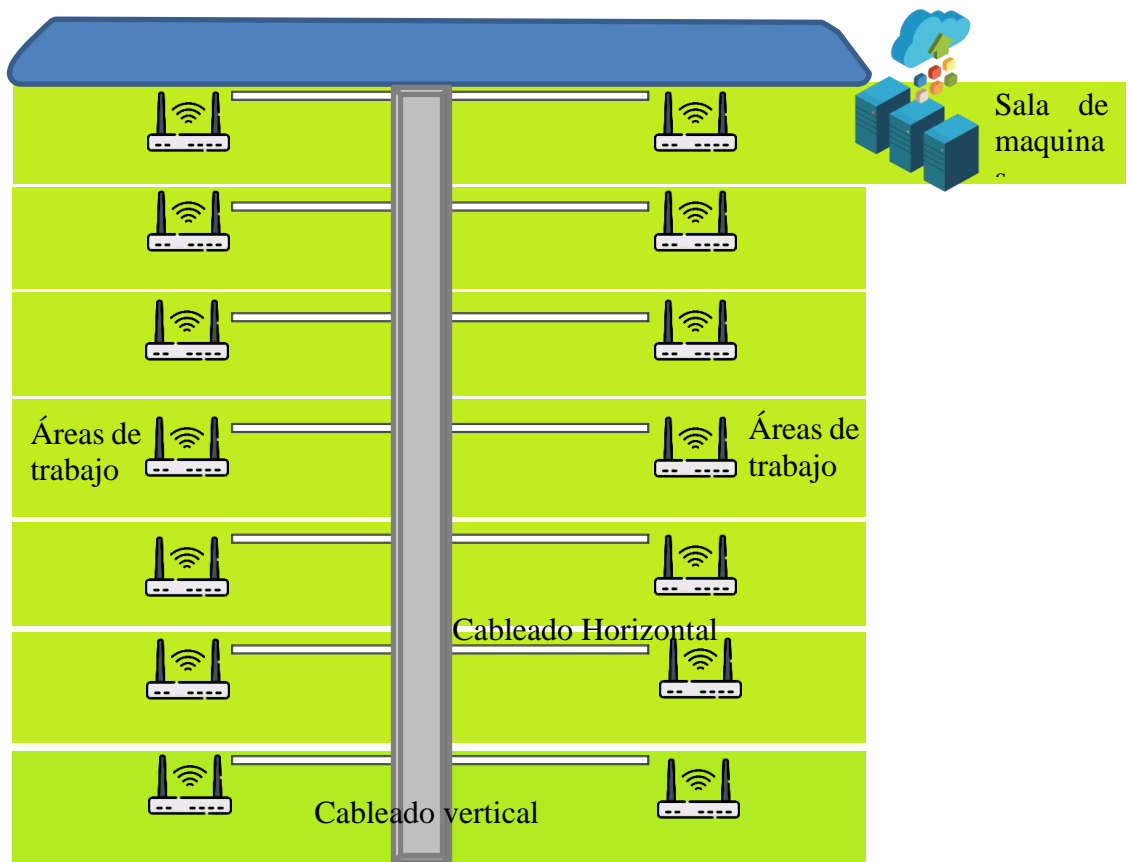 Sala de
maquina
Áreas de
trabajo
Áreas de
trabajo
Cableado Horizontal
Cableado vertical